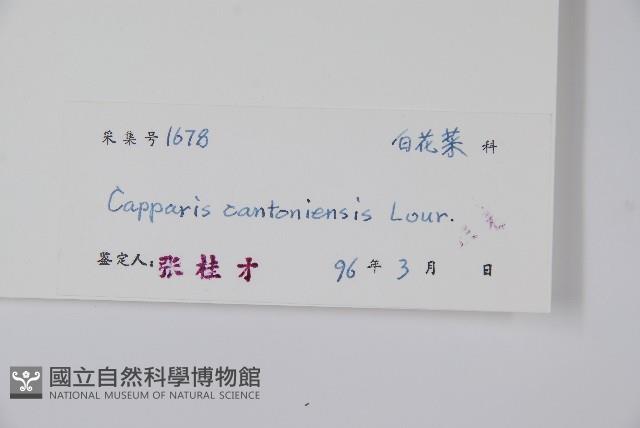 采集号 1678 白花菜 科
Capparis cantoniensis Lour.
鉴定人: 张桂才 96 年 3 月 日
國立自然科學博物館
NATIONAL MUSEUM OF NATURAL SCIENCE